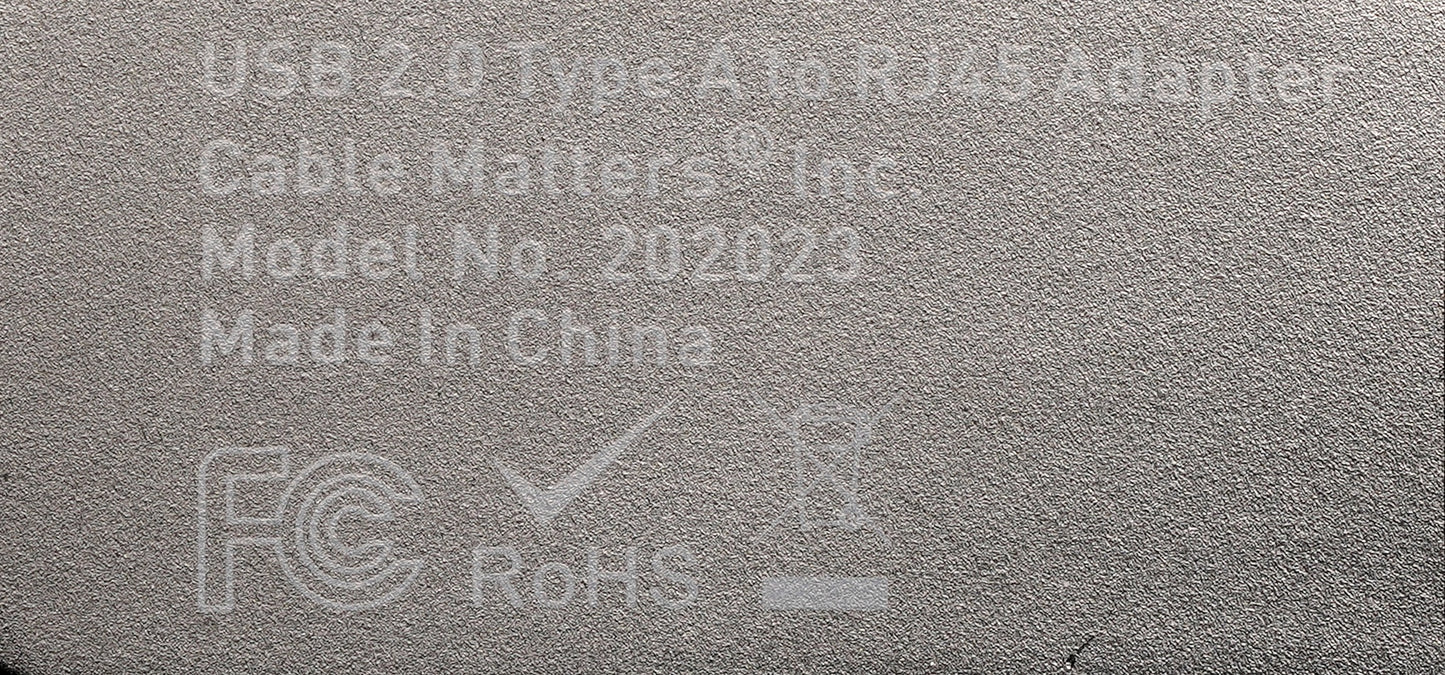 USB 2.0 Type A to RJ45 Adapter
Cable Matters® Inc.
Model No. 202023
Made In China
FC
RoHS